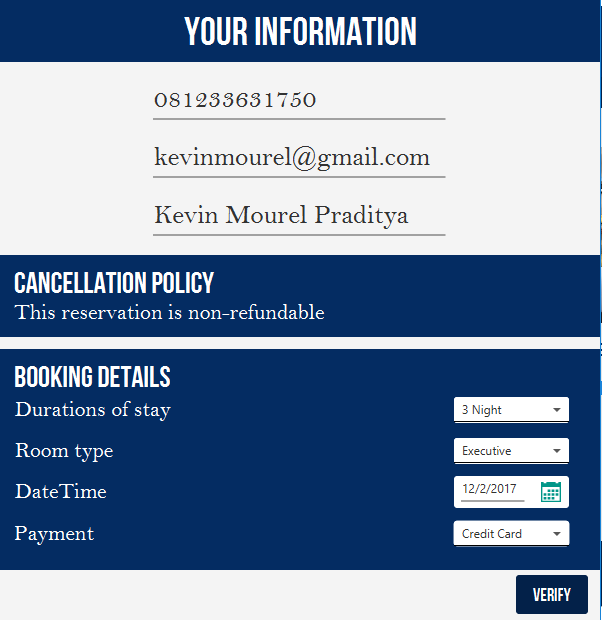 YOUR INFORMATION
081233631750
kevinmourel@gmail.com
Kevin Mourel Praditya
CANCELLATION POLICY
This reservation is non-refundable
BOOKING DETAILS
Durations of stay 3 Night
Room type Executive
DateTime 12/2/2017
Payment Credit Card
VERIFY